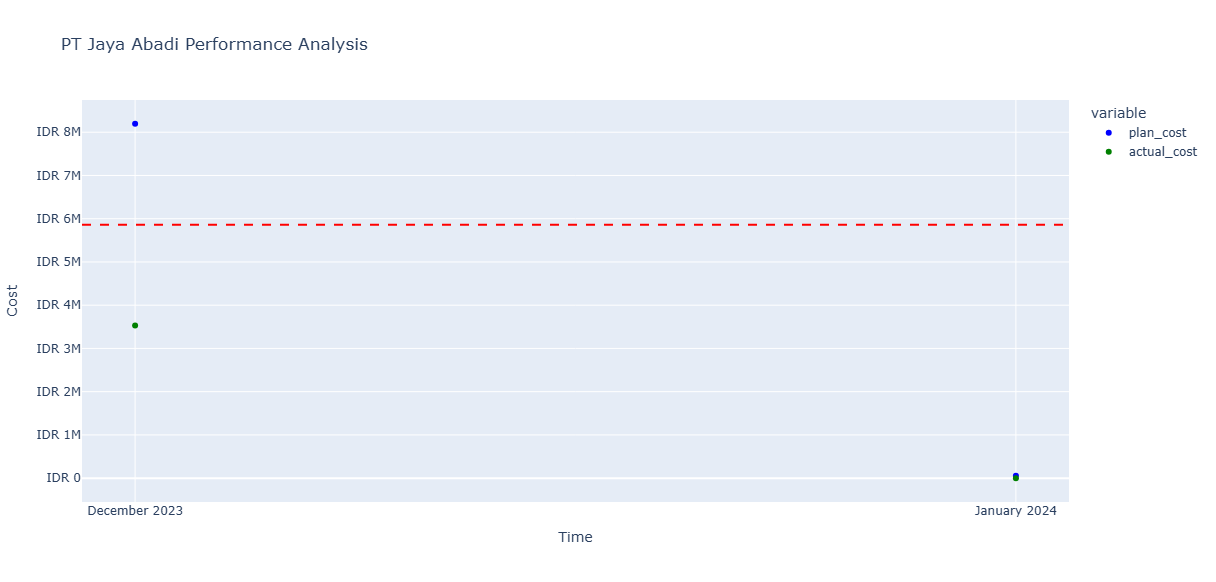 PT Jaya Abadi Performance Analysis
variable
plan_cost
actual_cost
IDR 8M
IDR 7M
IDR 6M
IDR 5M
IDR 4M
IDR 3M
IDR 2M
IDR 1M
IDR 0
Cost
December 2023
January 2024
Time